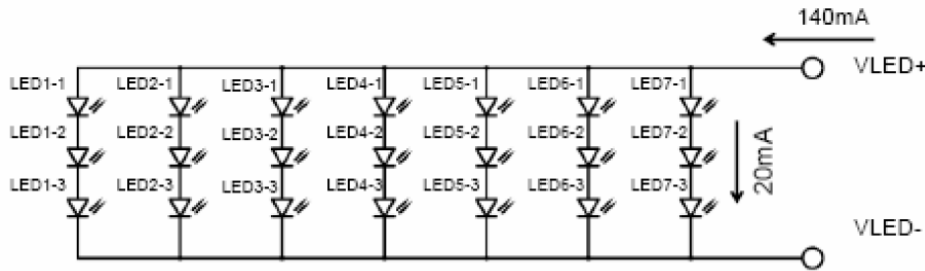 140mA
VLED+
LED1-1 LED2-1 LED3-1 LED4-1 LED5-1 LED6-1 LED7-1
LED1-2 LED2-2 LED3-2 LED4-2 LED5-2 LED6-2 LED7-2
20mA
LED1-3 LED2-3 LED3-3 LED4-3 LED5-3 LED6-3 LED7-3
VLED-